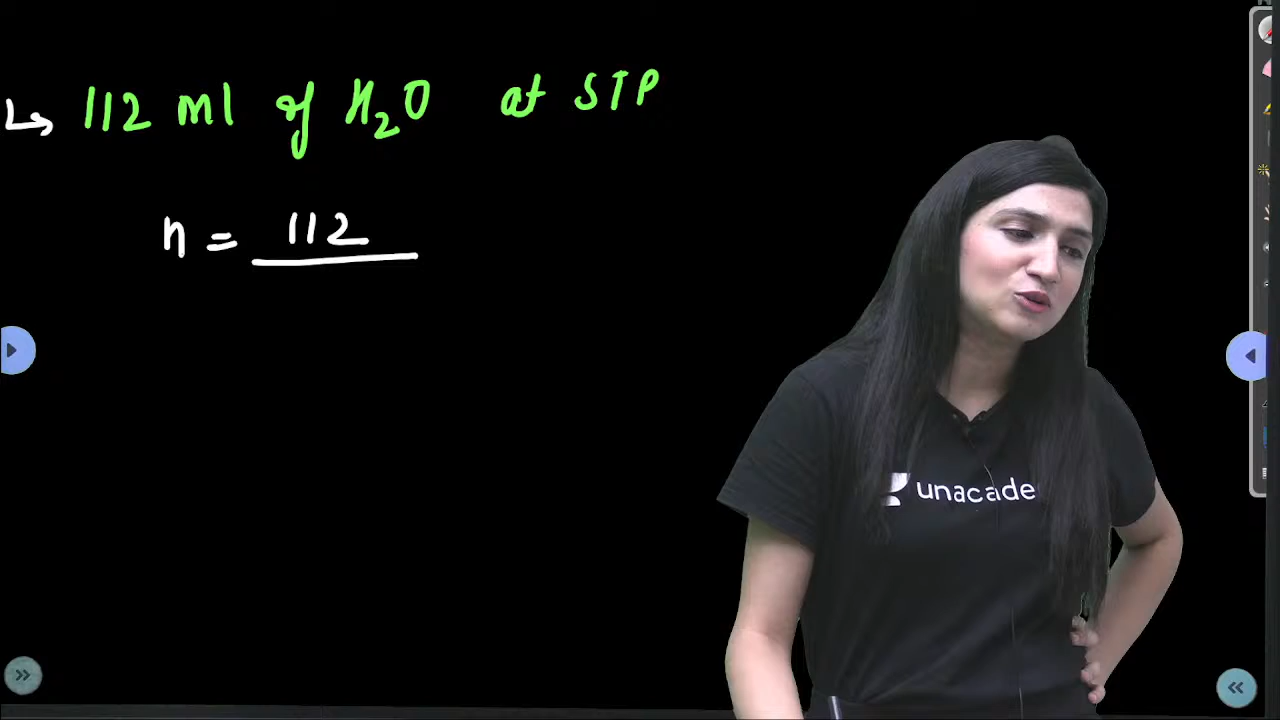 ↳ 112 ml of H₂O at STP
n = 112
unacade